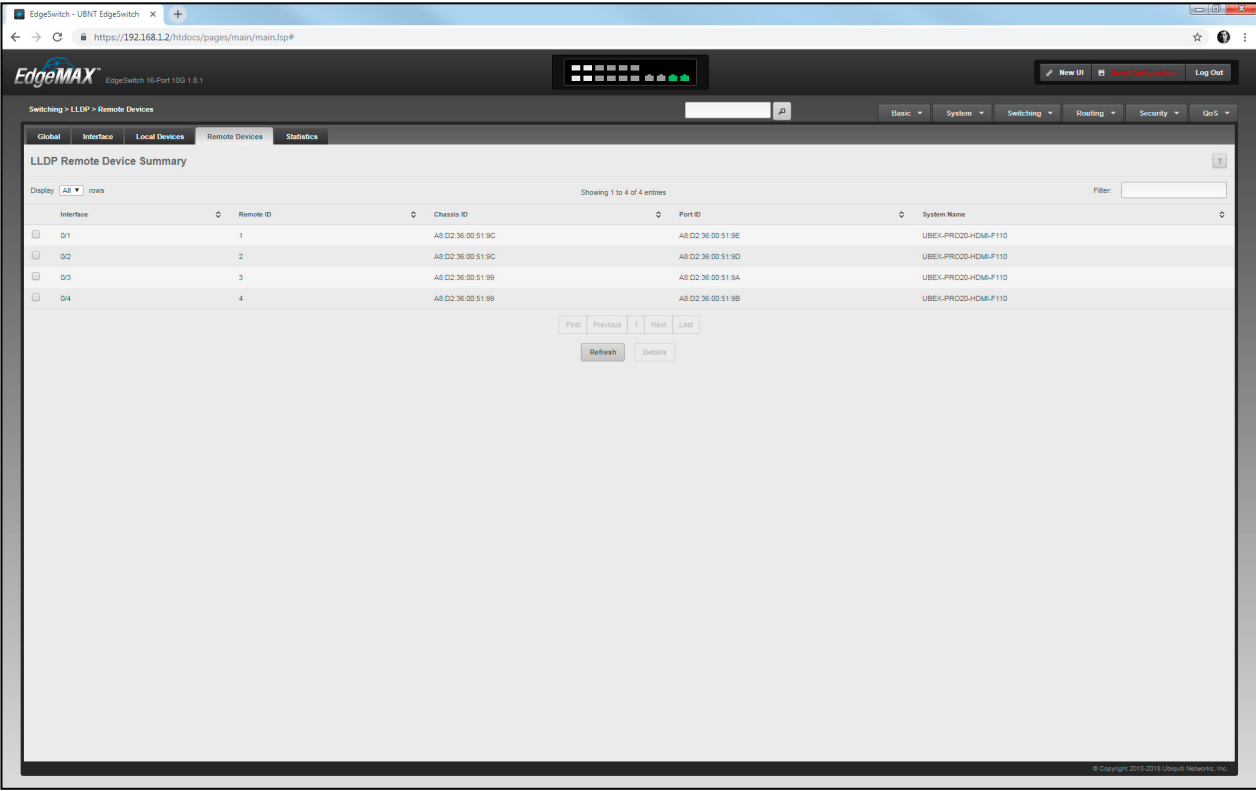 EdgeSwitch - UBNT EdgeSwitch
https://192.168.1.2/htdocs/pages/main/main.lsp#
EdgeMAX™ EdgeSwitch 16-Port 10G 1.8.1
New UI Log Out
Switching > LLDP > Remote Devices
Basic System Switching Routing Security QoS
Global Interface Local Devices Remote Devices Statistics
LLDP Remote Device Summary ?
Display All rows Showing 1 to 4 of 4 entries Filter:
Interface Remote ID Chassis ID Port ID System Name
0/1 1 A8:D2:36:00:51:9C A8:D2:36:00:51:9E UBEX-PRO20-HDMI-F110
0/2 2 A8:D2:36:00:51:9C A8:D2:36:00:51:9D UBEX-PRO20-HDMI-F110
0/3 3 A8:D2:36:00:51:99 A8:D2:36:00:51:9A UBEX-PRO20-HDMI-F110
0/4 4 A8:D2:36:00:51:99 A8:D2:36:00:51:9B UBEX-PRO20-HDMI-F110
First Previous 1 Next Last
Refresh Details
© Copyright 2013-2018 Ubiquiti Networks, Inc.